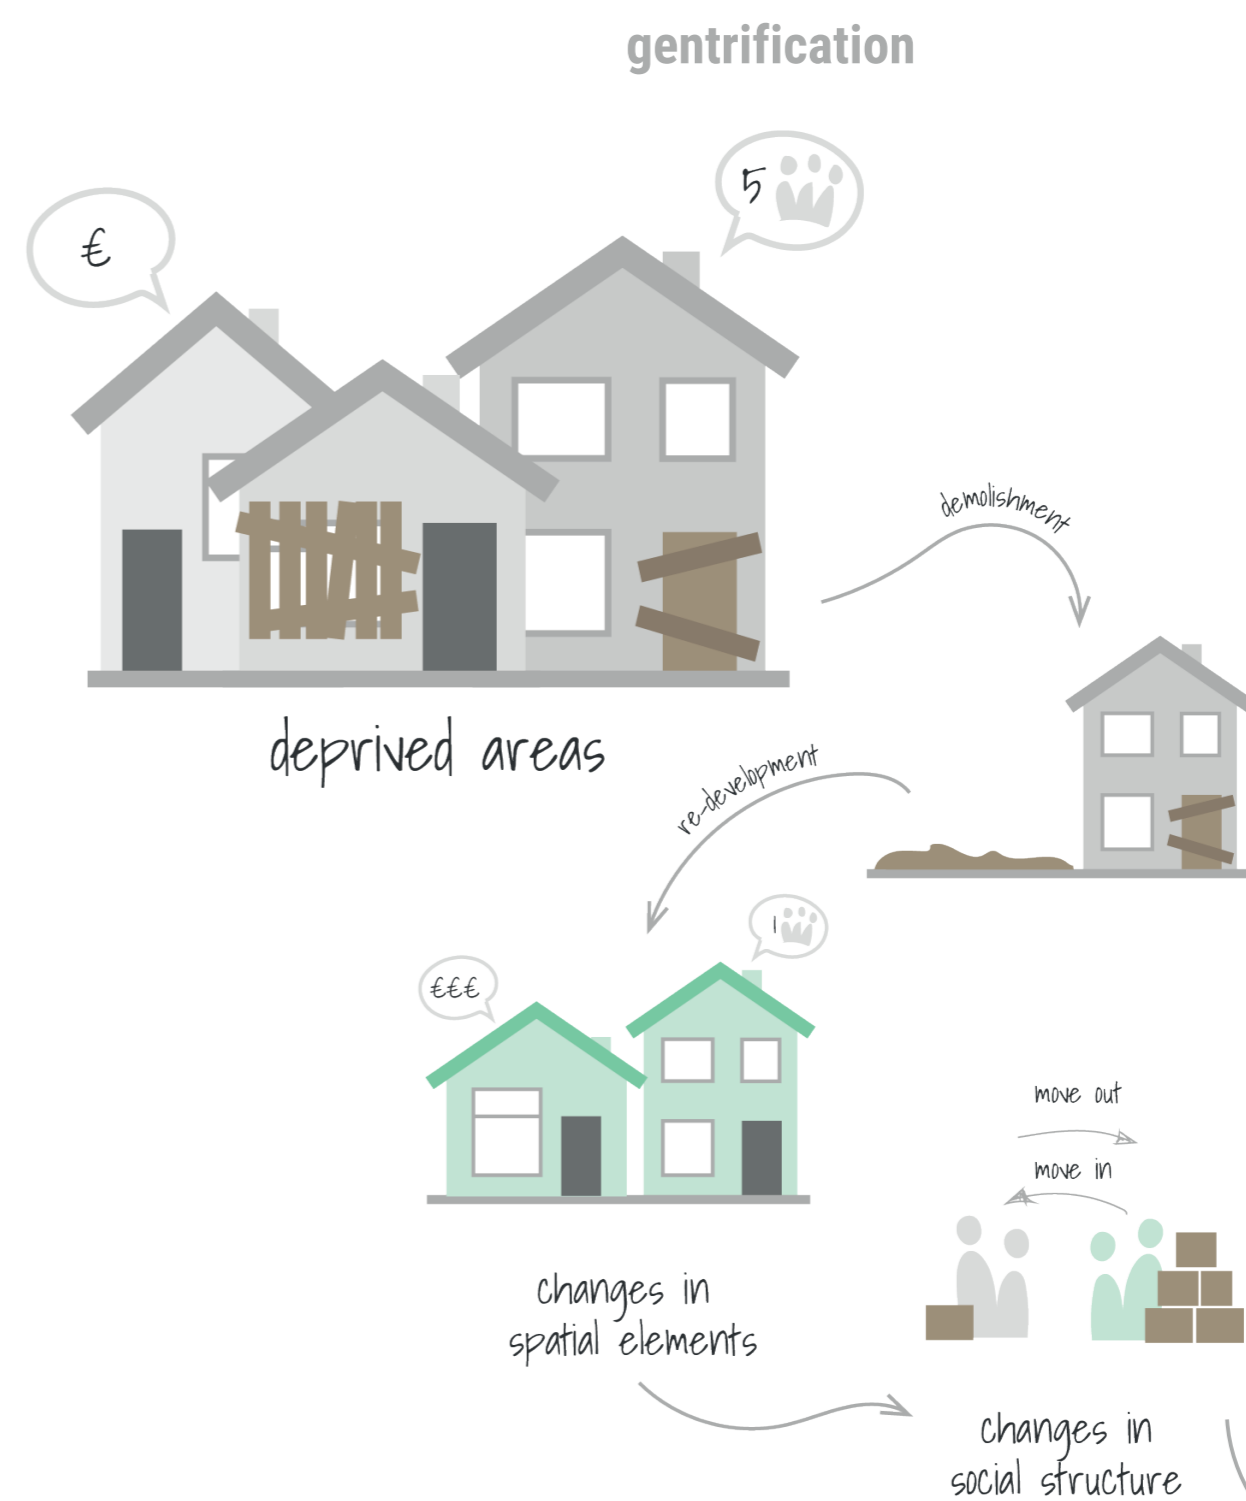 gentrification
€
5
deprived areas
demolishment
re-development
€€€
1
changes in
spatial elements
move out
move in
changes in
social structure